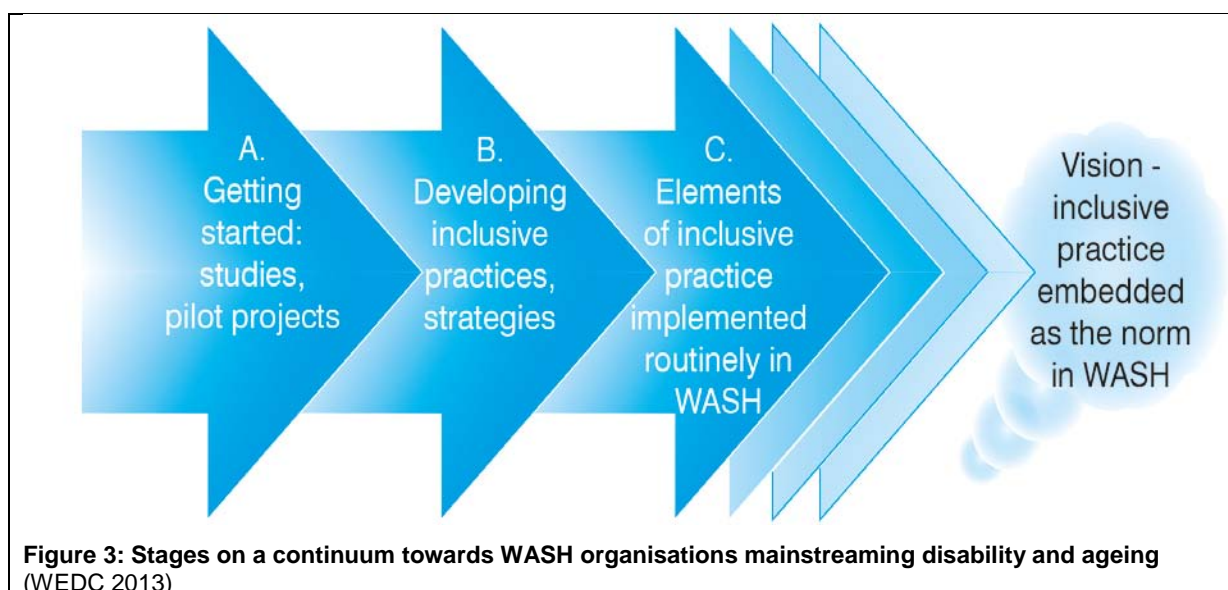 A.
Getting
started:
studies,
pilot projects
B.
Developing
inclusive
practices,
strategies
C.
Elements
of inclusive
practice
implemented
routinely in
WASH
Vision -
inclusive
practice
embedded
as the norm
in WASH
Figure 3: Stages on a continuum towards WASH organisations mainstreaming disability and ageing
(WEDC 2013)